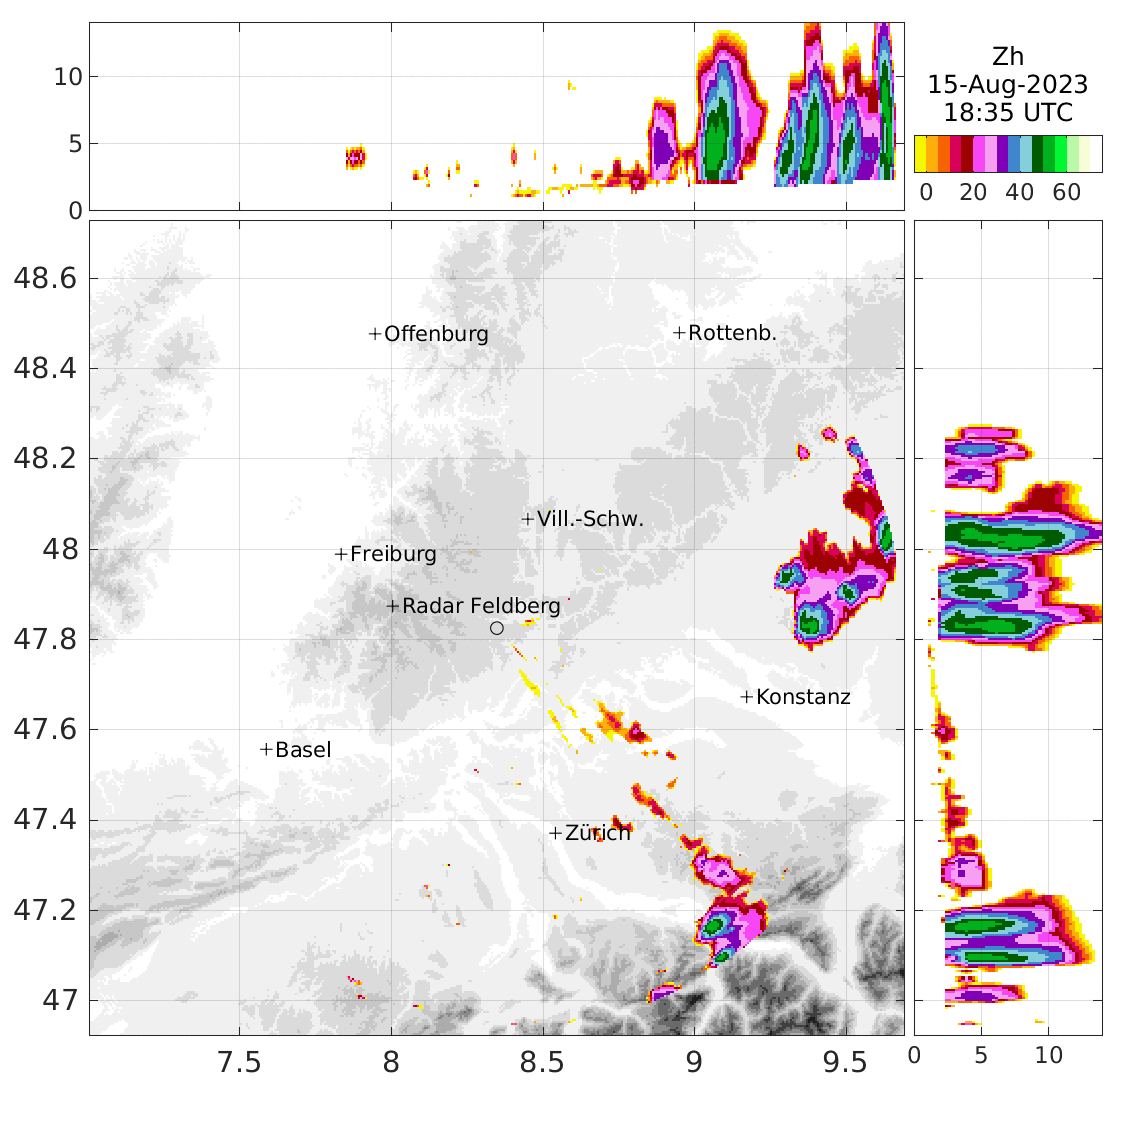 10
5
0
Zh
15-Aug-2023
18:35 UTC
0 20 40 60
48.6
48.4
48.2
48
47.8
47.6
47.4
47.2
47
+Offenburg
+Rottenb.
+Vill.-Schw.
+Freiburg
+Radar Feldberg
+Konstanz
+Basel
+Zürich
7.5 8 8.5 9 9.5
0 5 10